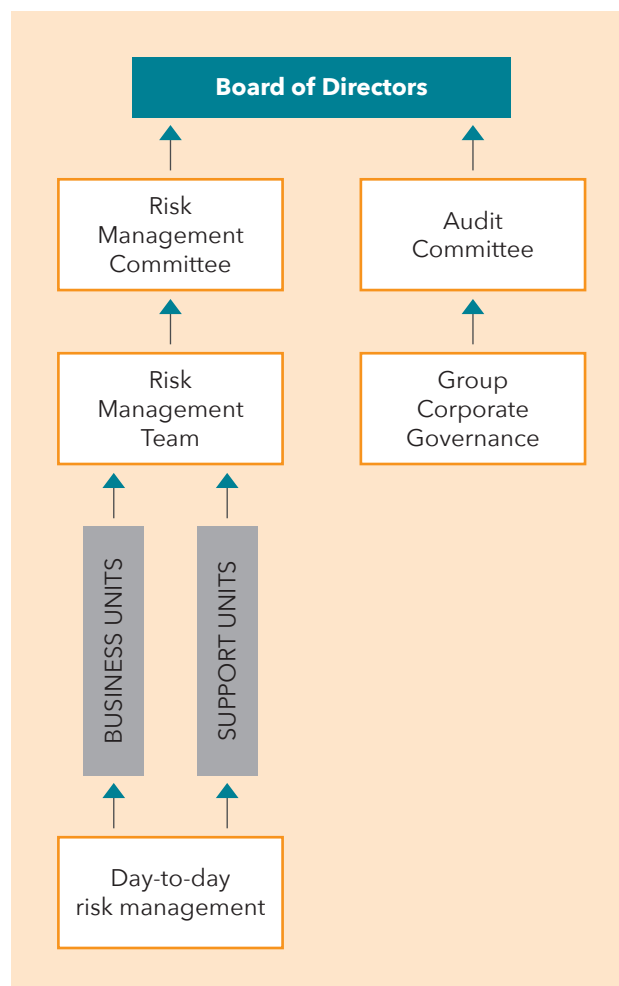 Board of Directors
Risk
Management
Committee
Audit
Committee
Risk
Management
Team
Group
Corporate
Governance
BUSINESS UNITS
SUPPORT UNITS
Day-to-day
risk management